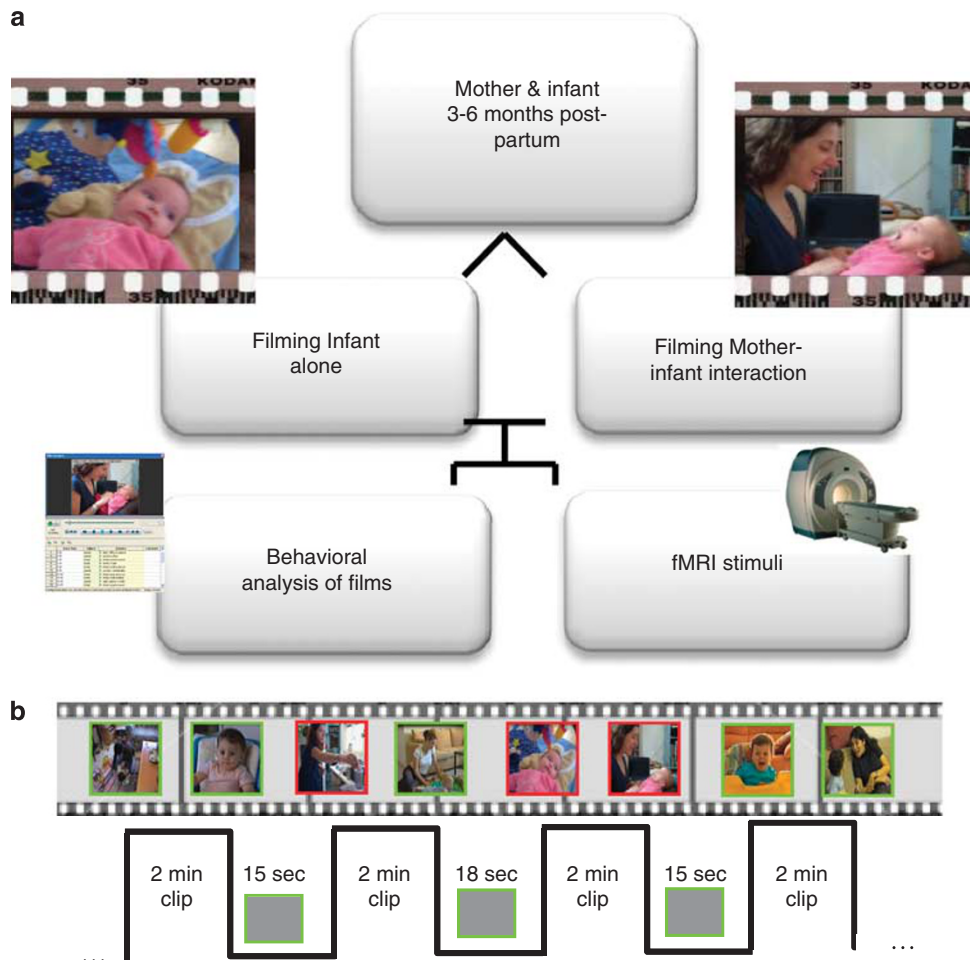 a
35 KODA
35 KODA
Mother & infant
3-6 months post-
partum
35
35
Filming Infant
alone
Filming Mother-
infant interaction
Behavioral
analysis of films
fMRI stimuli
b
2 min
clip
15 sec
2 min
clip
18 sec
2 min
clip
15 sec
2 min
clip
...
...